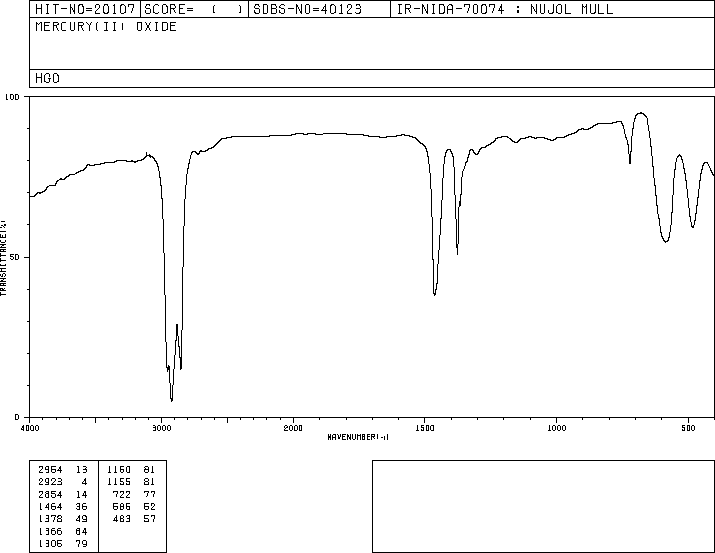 HIT-NO=20107 SCORE= ( ) SDBS-NO=40123 IR-NIDA-70074 : NUJOL MULL
MERCURY(II) OXIDE
HGO
100
50
0
TRANSMITTANCE(%)
4000 3000 2000 1500 1000 500
WAVENUMBER(-1)
2954 13 1160 81
2923 4 1155 81
2854 14 722 77
1464 36 586 52
1378 49 483 57
1366 64
1305 79